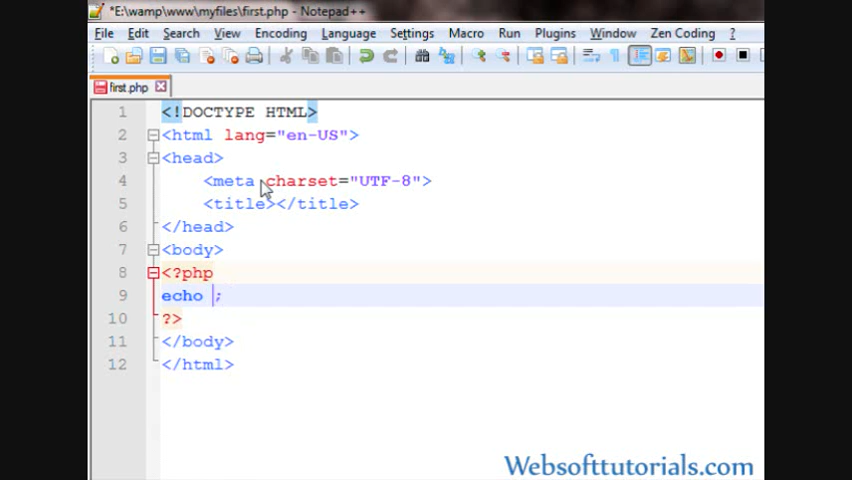 *E:\wamp\www\myfiles\first.php - Notepad++
File Edit Search View Encoding Language Settings Macro Run Plugins Window Zen Coding ?
first.php
1 <!DOCTYPE HTML>
2 <html lang="en-US">
3 <head>
4 <meta charset="UTF-8">
5 <title></title>
6 </head>
7 <body>
8 <?php
9 echo ;
10 ?>
11 </body>
12 </html>
Websofttutorials.com